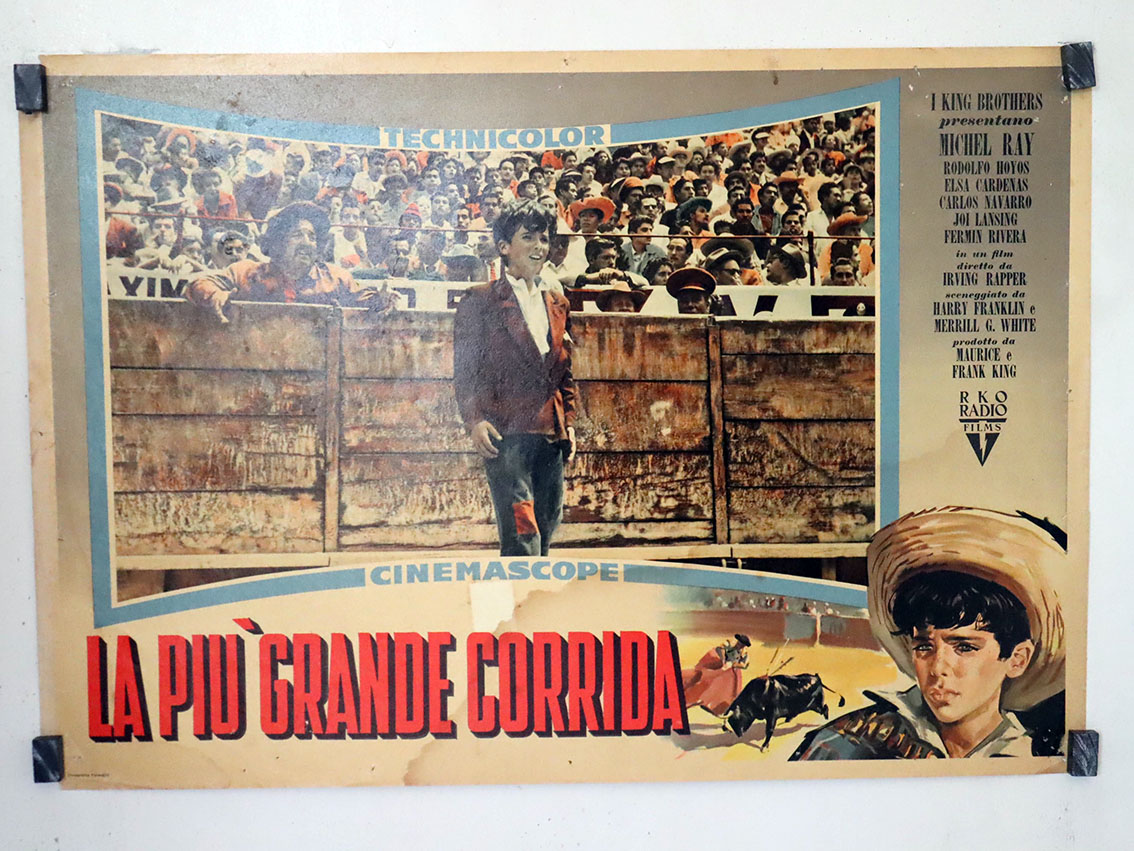 TECHNICOLOR
AXIM
CINEMASCOPE
LA PIÙ GRANDE CORRIDA
I KING BROTHERS
presentano
MICHEL RAY
RODOLFO HOYOS
ELSA CARDENAS
CARLOS NAVARRO
JOI LANSING
FERMIN RIVERA
in un film
diretto da
IRVING RAPPER
sceneggiato da
HARRY FRANKLIN e
MERRILL G. WHITE
prodotto da
MAURICE e
FRANK KING
RKO
RADIO
FILMS